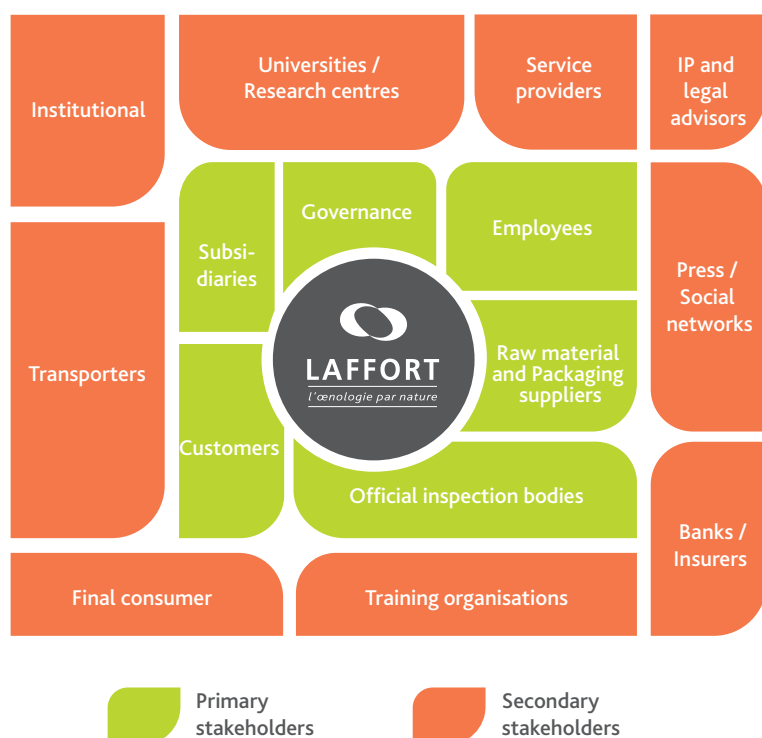 Institutional
Universities /
Research centres
Service
providers
IP and
legal
advisors
Subsi-
diaries
Governance
Employees
Press /
Social
networks
Transporters
LAFFORT
l'œnologie par nature
Raw material
and Packaging
suppliers
Customers
Official inspection bodies
Banks /
Insurers
Final consumer
Training organisations
Primary
stakeholders
Secondary
stakeholders